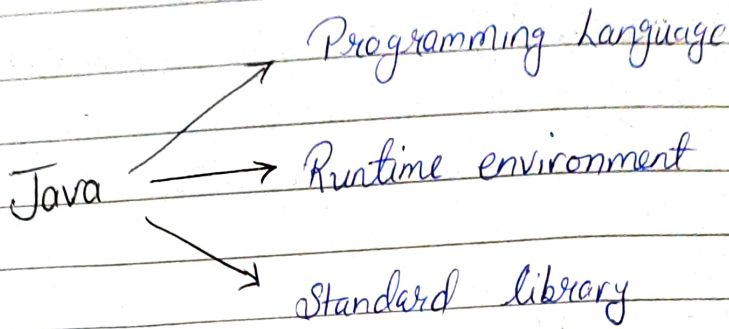 Programming Language
Java
Runtime environment
Standard library